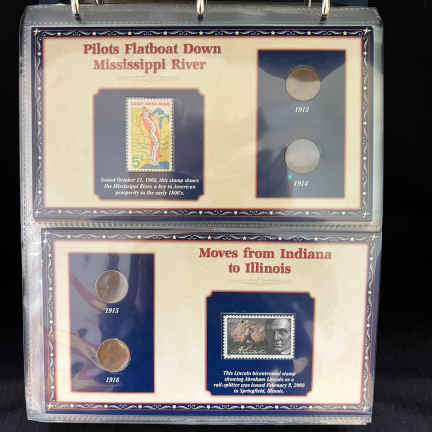 Pilots Flatboat Down
Mississippi River
1912
1914
Issued October 21, 1968, this stamp shows
the Mississippi River, a key to American
prosperity in the early 1800's.
Moves from Indiana
to Illinois
1915
1916
This Lincoln bicentennial stamp
showing Abraham Lincoln as a
rail-splitter was issued February 9, 2009
in Springfield, Illinois.